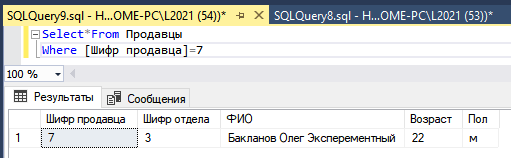 SQLQuery9.sql - H...OME-PC\L2021 (54))* SQLQuery8.sql - H...OME-PC\L2021 (53))*
Select*From Продавцы
Where [Шифр продавца]=7
100 %
Результаты Сообщения
Шифр продавца Шифр отдела ФИО Возраст Пол
1 7 3 Бакланов Олег Эксперементный 22 м